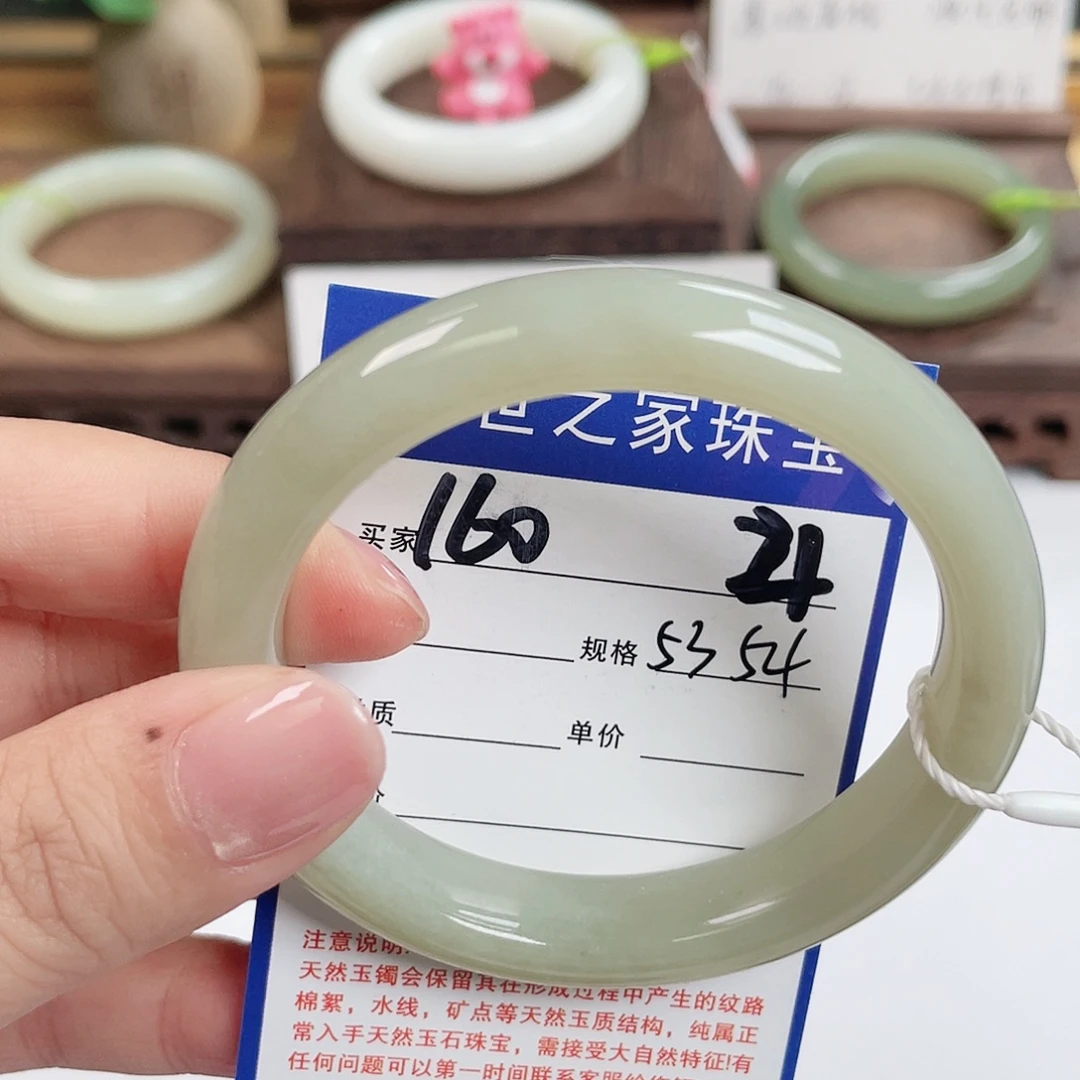 世之家珠宝
买家 160 24
规格 53 54
质 单价
价
注意说明
天然玉镯会保留其在形成过程中产生的纹路
棉絮，水线，矿点等天然玉质结构，纯属正
常入手天然玉石珠宝，需接受大自然特征!有
任何问题可以第一时间联系客服给您